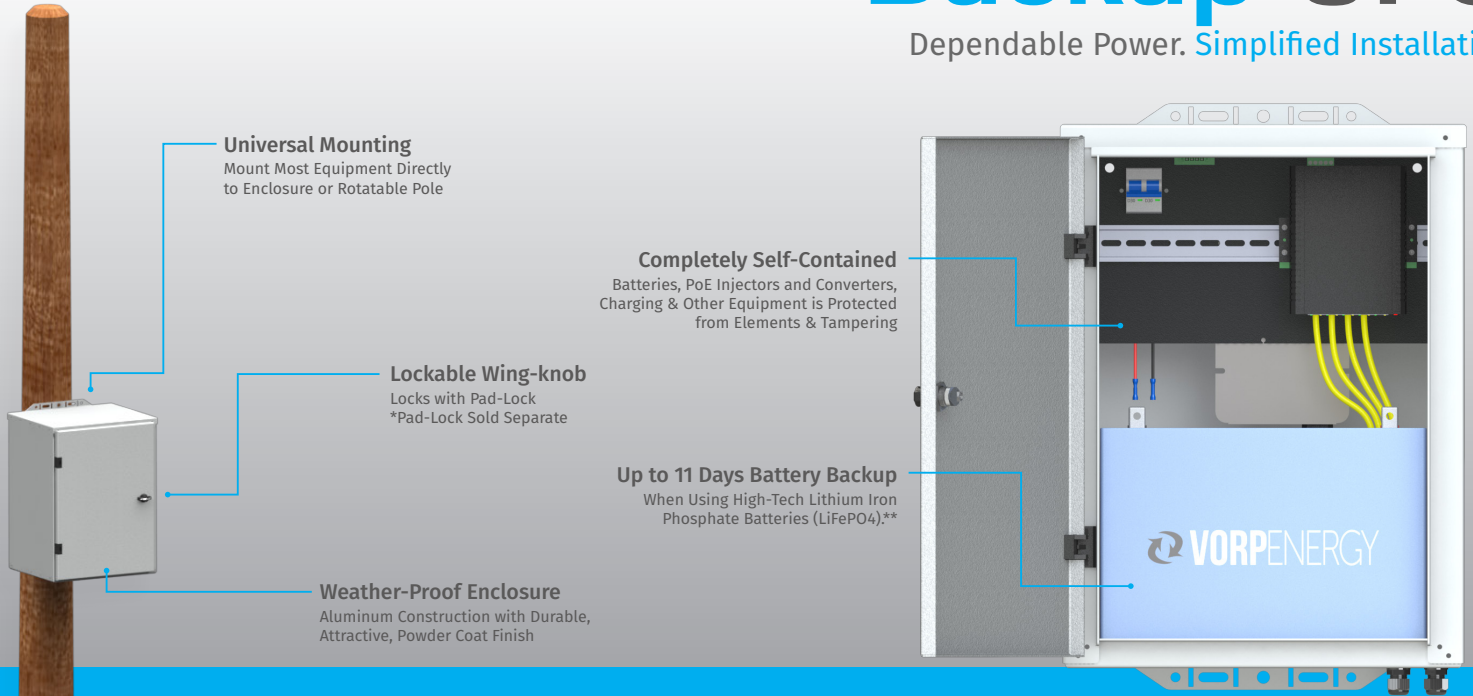 Dependable Power. Simplified
Universal Mounting
Mount Most Equipment Directly
to Enclosure or Rotatable Pole
Completely Self-Contained
Batteries, PoE Injectors and Converters,
Charging & Other Equipment is Protected
from Elements & Tampering
Lockable Wing-knob
Locks with Pad-Lock
*Pad-Lock Sold Separate
Up to 11 Days Battery Backup
When Using High-Tech Lithium Iron
Phosphate Batteries (LiFePO4).**
VORPENERGY
Weather-Proof Enclosure
Aluminum Construction with Durable,
Attractive, Powder Coat Finish